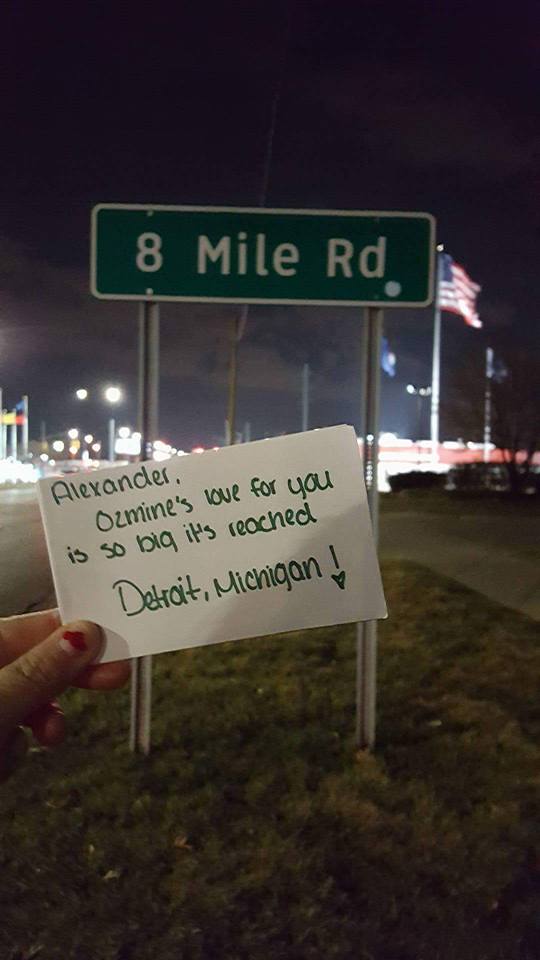 8 Mile Rd
Alexander,
Ozmine's love for you
is so big it's reached
Detroit, Michigan!